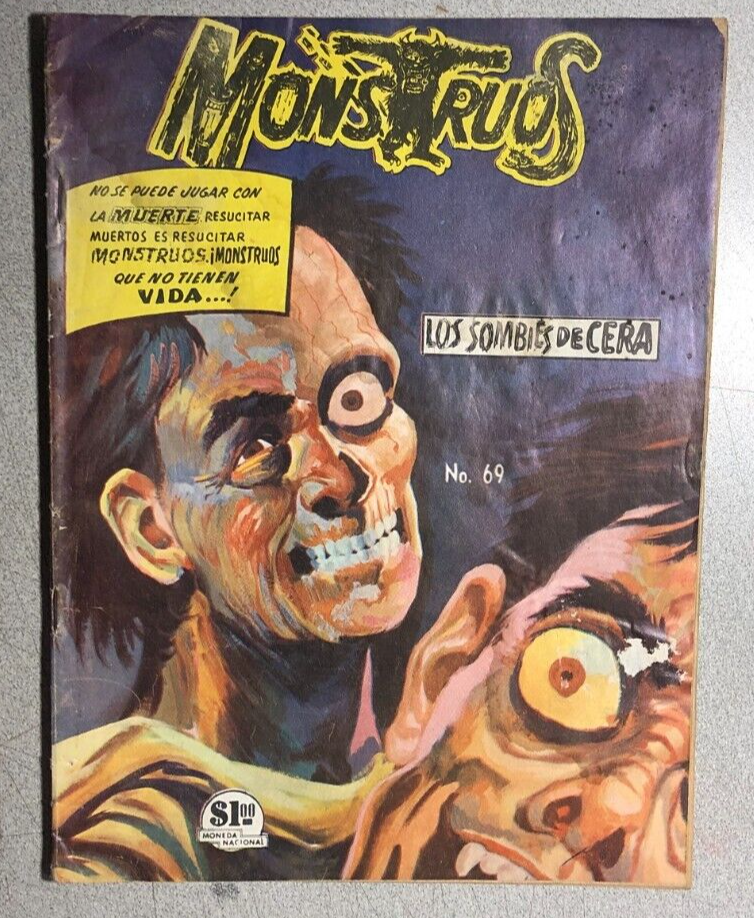 MONSTRUOS
NO SE PUEDE JUGAR CON
LA MUERTE. RESUCITAR
MUERTOS ES RESUCITAR
MONSTRUOS. ¡MONSTRUOS
QUE NO TIENEN
VIDA...!
LOS SOMBIES DE CERA
No. 69
$1.00
MONEDA
NACIONAL